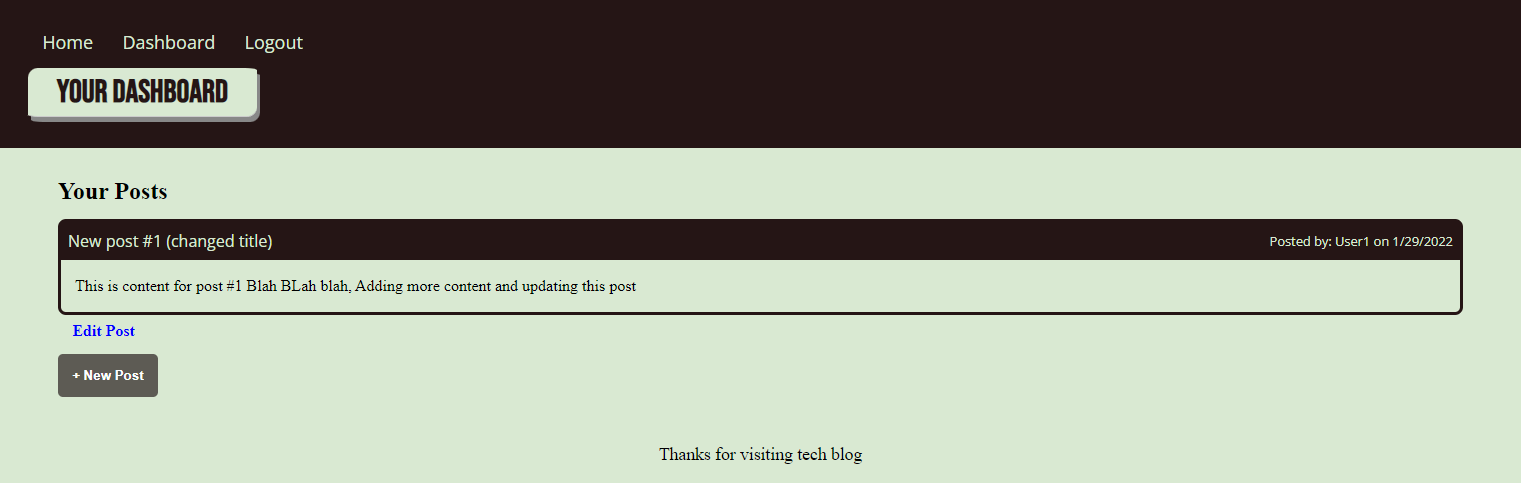 Home Dashboard Logout
YOUR DASHBOARD
Your Posts
New post #1 (changed title) Posted by: User1 on 1/29/2022
This is content for post #1 Blah BLah blah, Adding more content and updating this post
Edit Post
+ New Post
Thanks for visiting tech blog